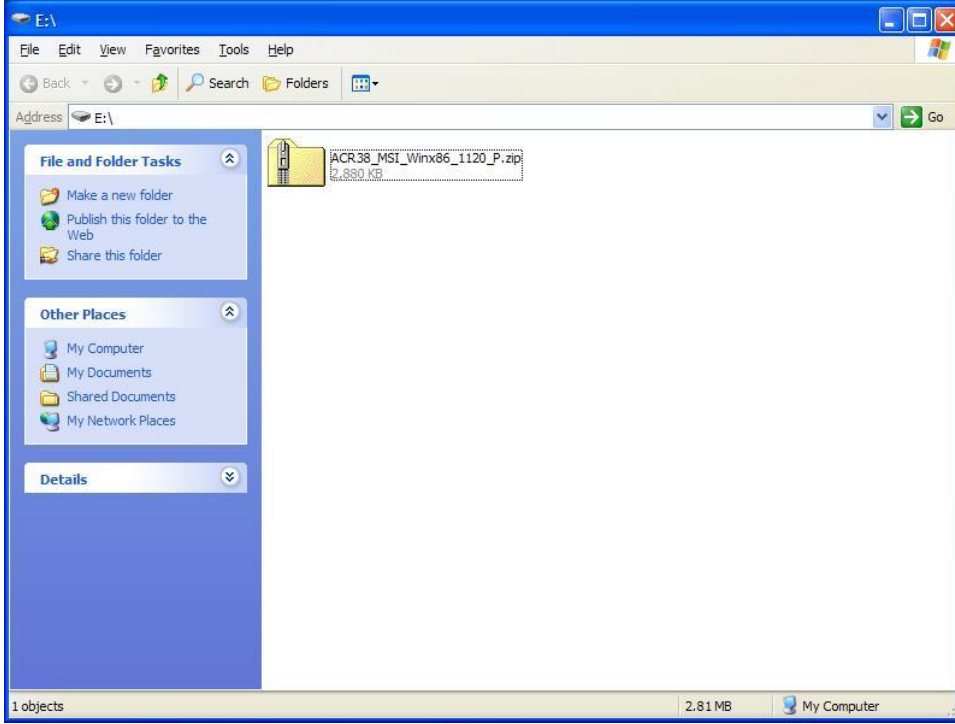 E:\
File Edit View Favorites Tools Help
Back Search Folders
Address E:\ Go
File and Folder Tasks
Make a new folder
Publish this folder to the
Web
Share this folder
Other Places
My Computer
My Documents
Shared Documents
My Network Places
Details
ACR38_MSI_Winx86_1120_P.zip
2,880 KB
1 objects 2.81 MB My Computer